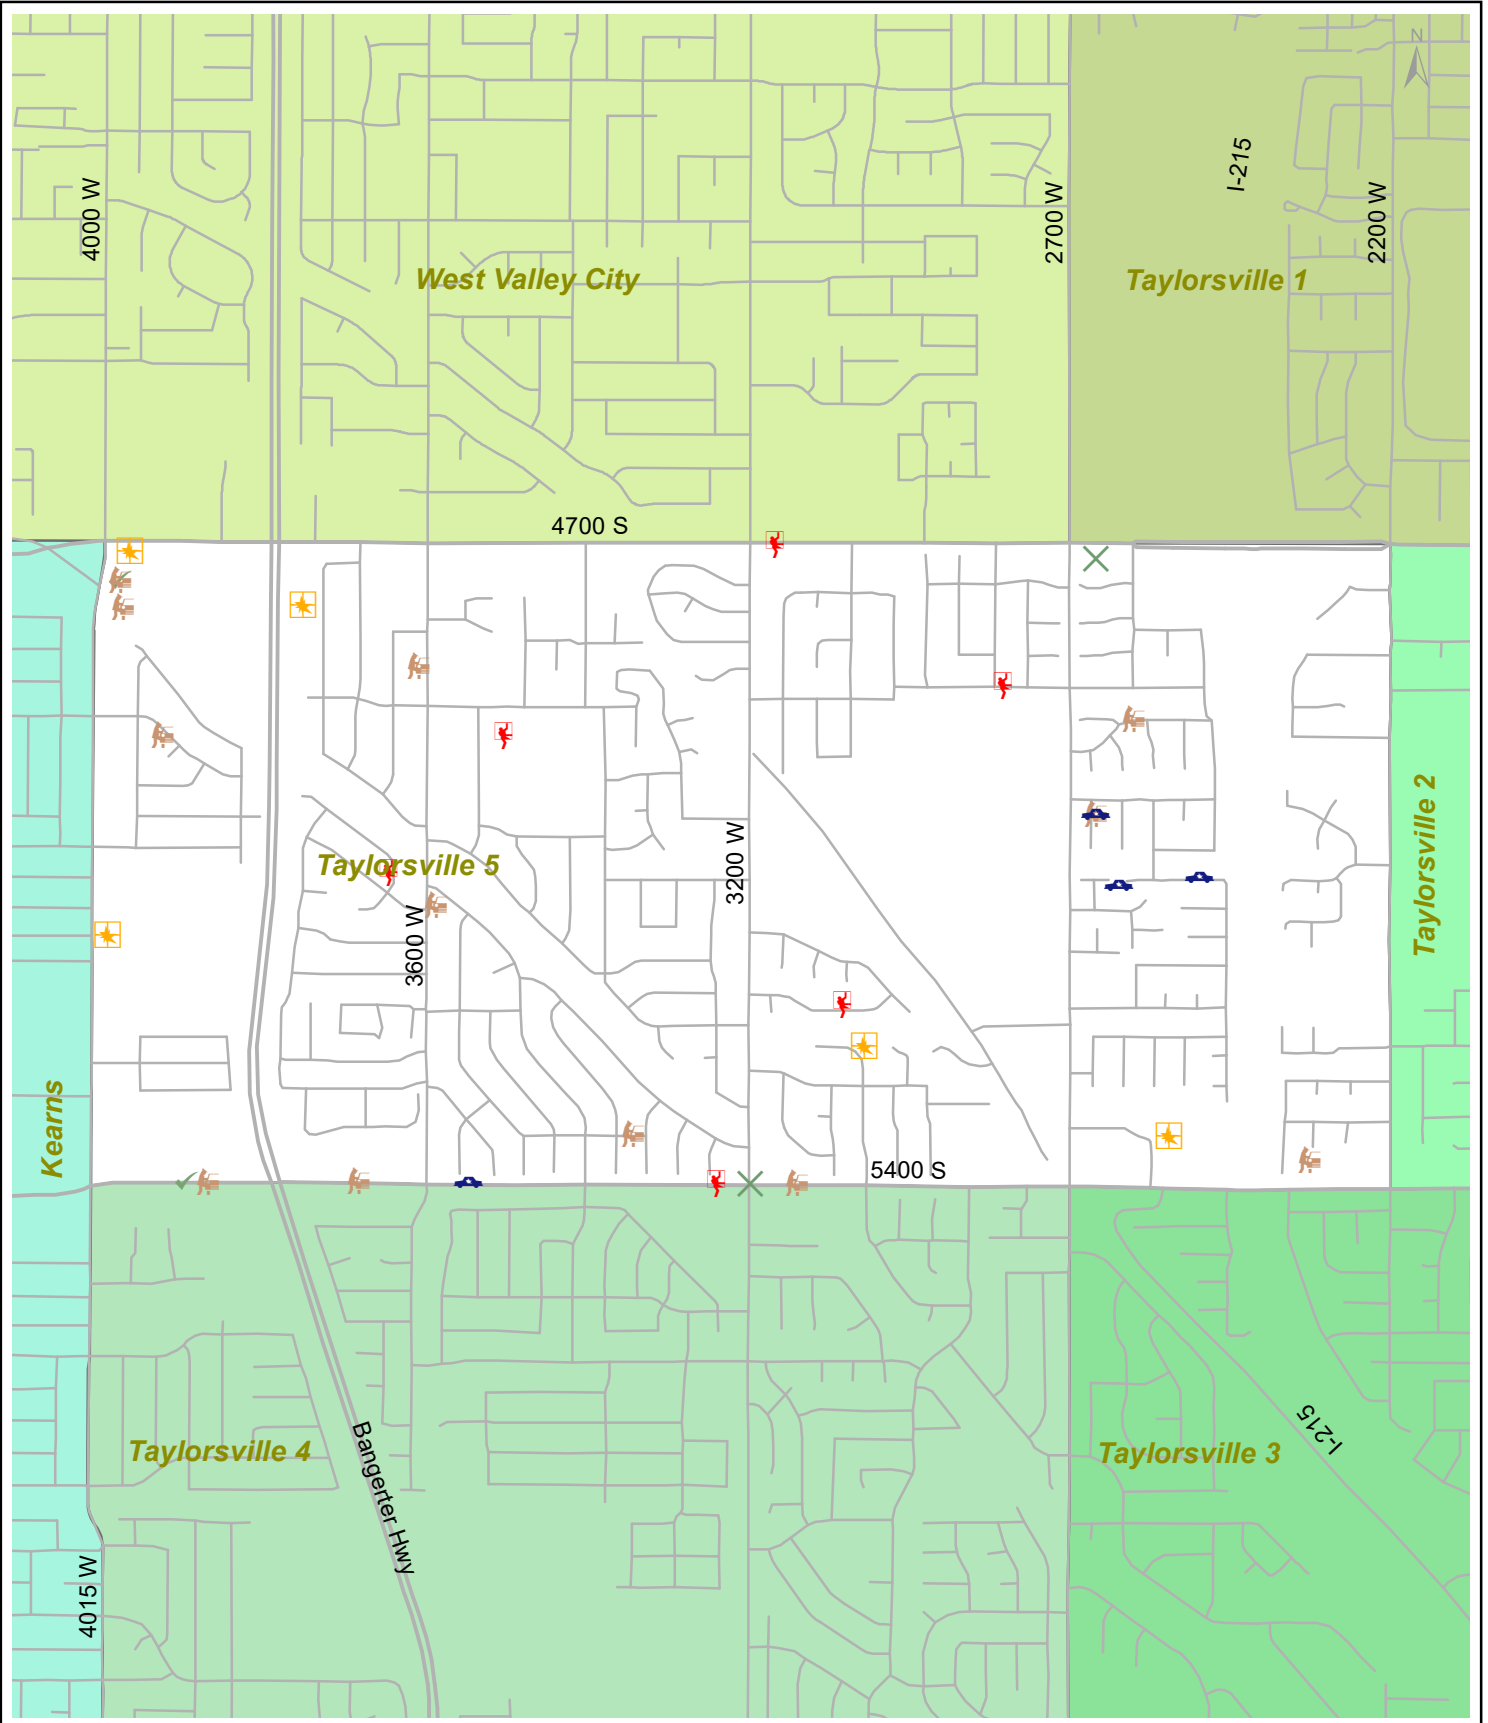 N
I-215
4000 W
2700 W
2200 W
West Valley City
Taylorsville 1
4700 S
Taylorsville 2
3200 W
Taylorsville 5
3600 W
Kearns
5400 S
I-215
Taylorsville 4
Bangerter Hwy
Taylorsville 3
4015 W